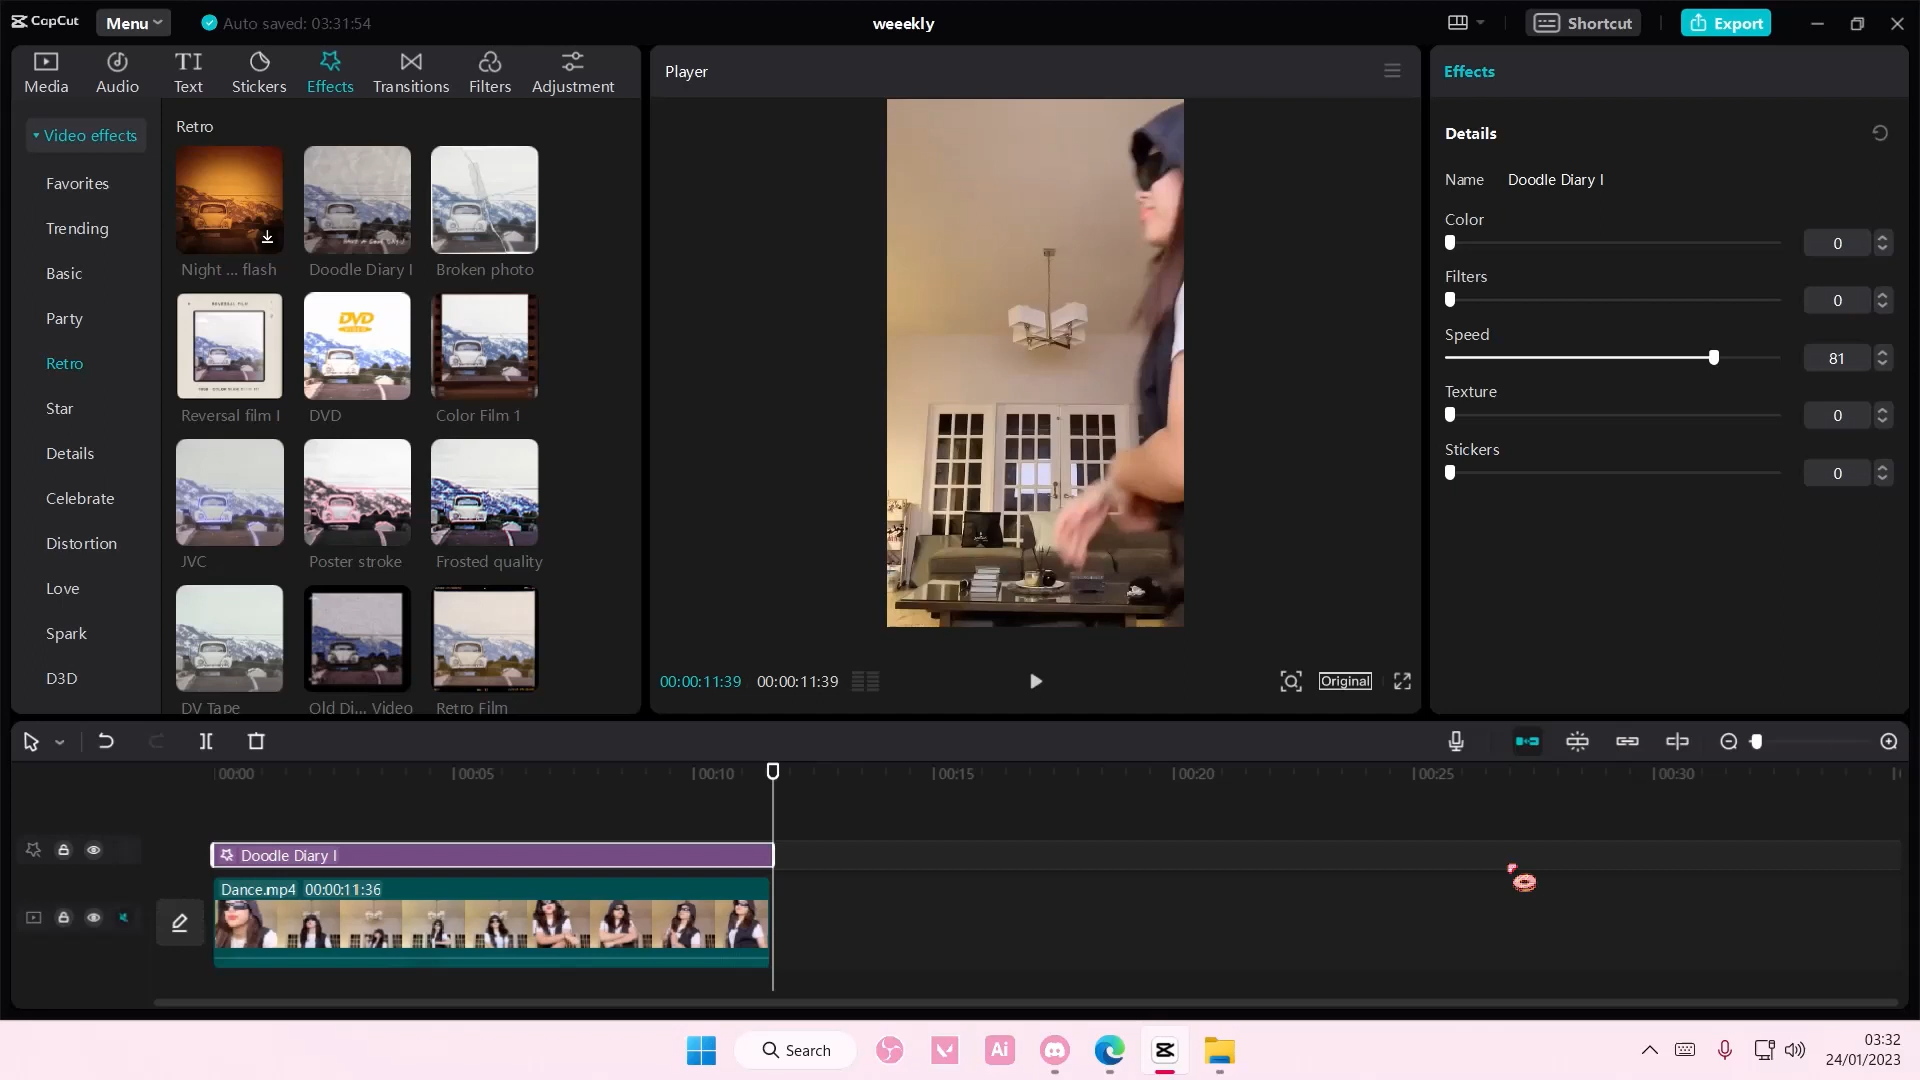 CapCut
Menu
Auto saved: 03:31:54
weeekly
Shortcut
Export
Media
Audio
Text
Stickers
Effects
Transitions
Filters
Adjustment
Player
Effects
Video effects
Favorites
Trending
Basic
Party
Retro
Star
Details
Celebrate
Distortion
Love
Spark
D3D
Retro
Night ... flash
Doodle Diary I
Broken photo
DVD
Reversal film I
DVD
Color Film 1
JVC
Poster stroke
Frosted quality
DV Tape
Old Di... Video
Retro Film
00:00:11:39
00:00:11:39
Original
Details
Name
Doodle Diary I
Color
0
Filters
0
Speed
81
Texture
0
Stickers
0
00:00
00:05
00:10
00:15
00:20
00:25
00:30
Doodle Diary I
Dance.mp4 00:00:11:36
Search
Ai
03:32
24/01/2023